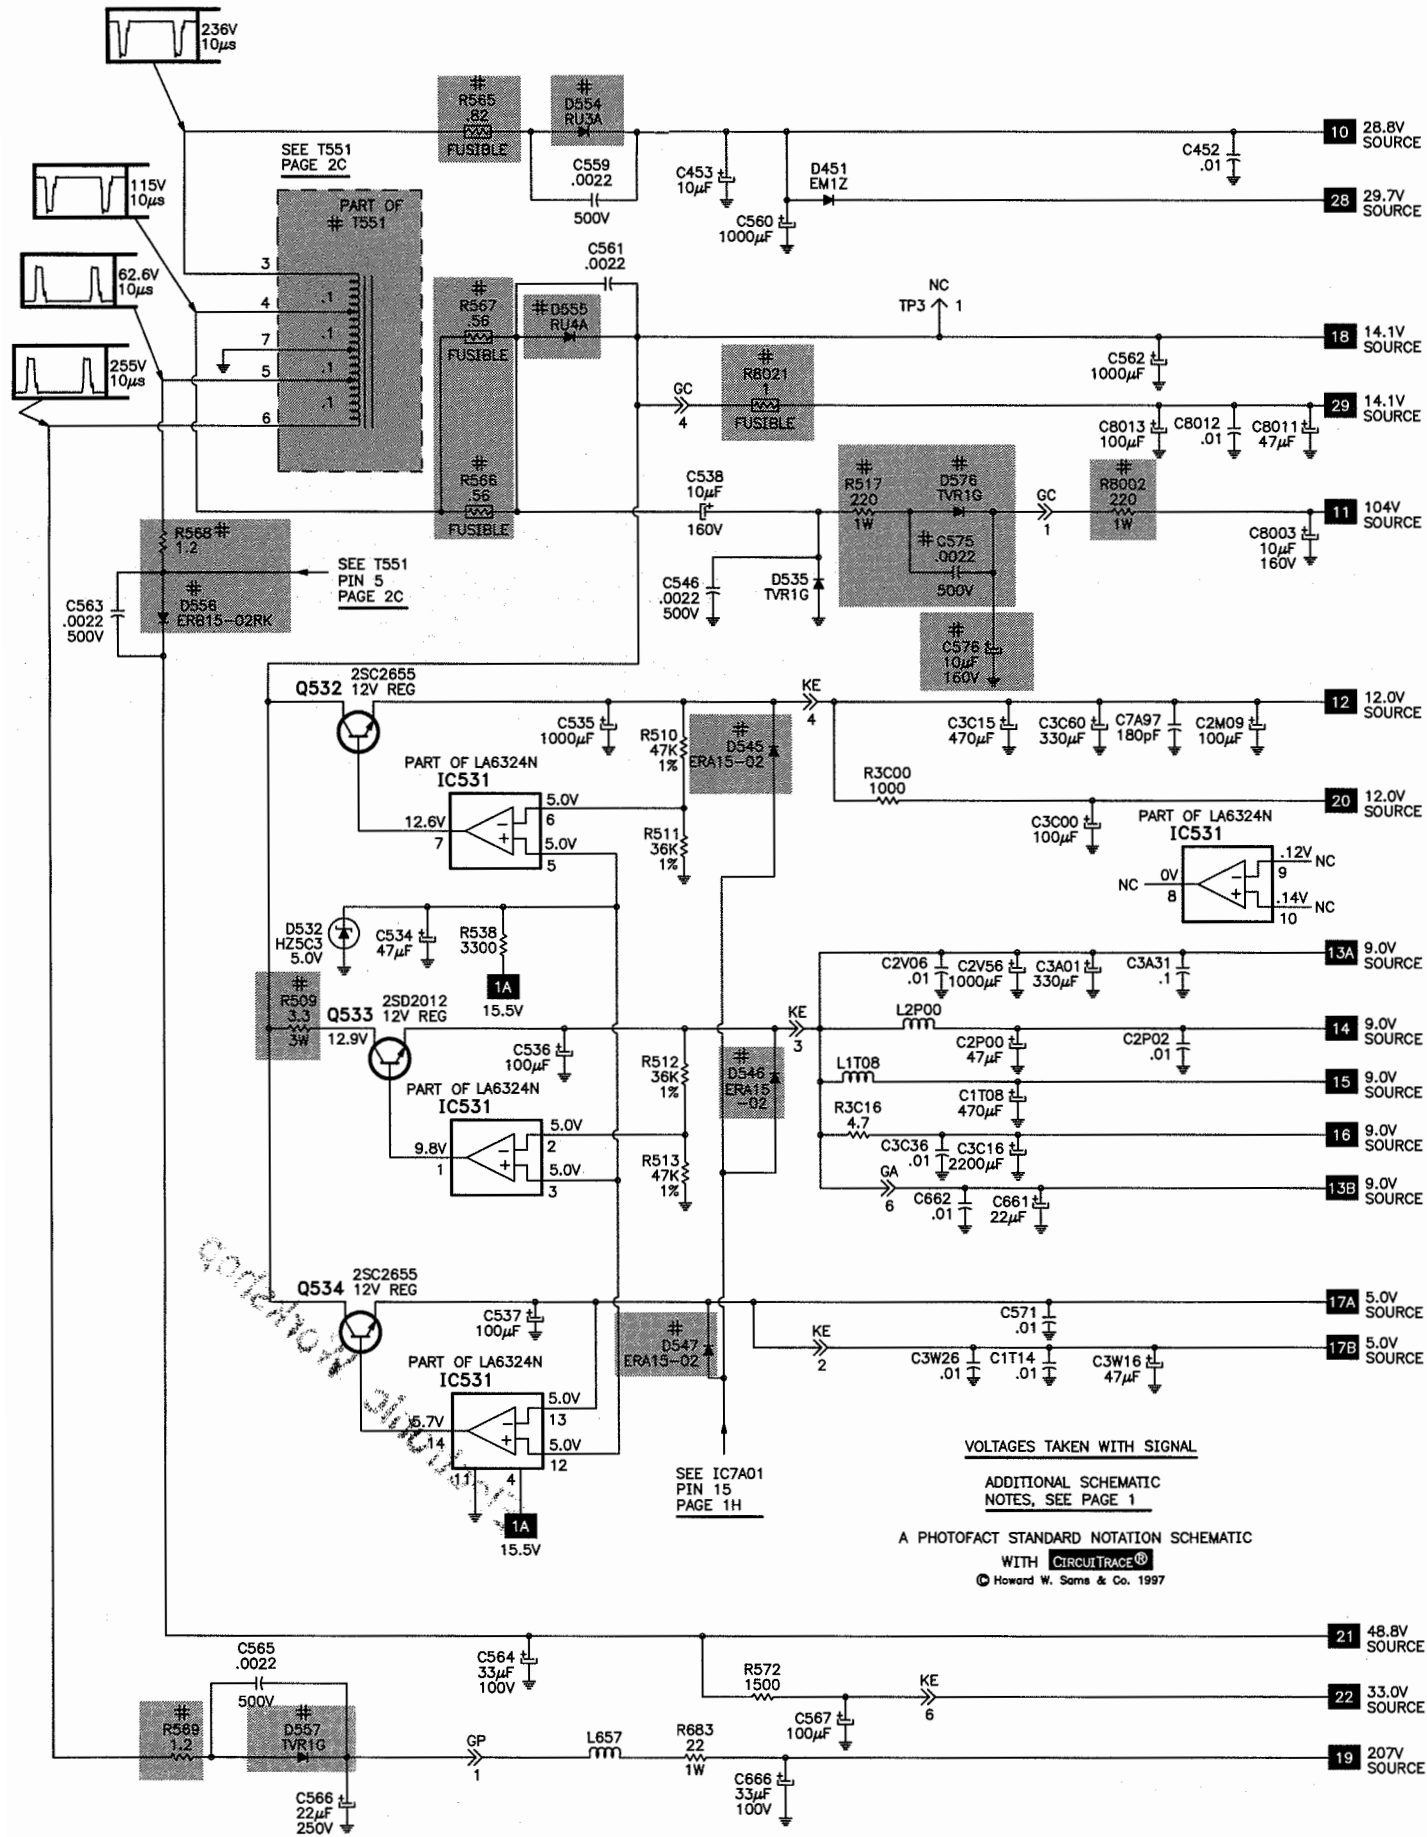 236V
10μs
115V
10μs
62.6V
10μs
255V
10μs
SEE T551
PAGE 2C
PART OF
# T551
3
4
7
5
6
.1
.1
.1
.1
#
R565
.82
FUSIBLE
#
D554
RU3A
C559
.0022
500V
C453
10μF
D451
EM1Z
C560
1000μF
C452
.01
10 28.8V
SOURCE
28 29.7V
SOURCE
C561
.0022
#
R567
.56
FUSIBLE
# D555
RU4A
NC
TP3 1
C562
1000μF
18 14.1V
SOURCE
GC
4
#
R8021
1
FUSIBLE
C8013
100μF
C8012
.01
C8011
47μF
29 14.1V
SOURCE
#
R566
.56
FUSIBLE
C538
10μF
160V
C546
.0022
500V
D535
TVR1G
#
R517
220
1W
#
D576
TVR1G
# C575
.0022
500V
#
C576
10μF
160V
GC
1
#
R8002
220
1W
C8003
10μF
160V
11 104V
SOURCE
R568 #
1.2
SEE T551
PIN 5
PAGE 2C
C563
.0022
500V
#
D556
ERB15-02RK
Q532
2SC2655
12V REG
C535
1000μF
R510
47K
1%
#
D545
ERA15-02
KE
4
C3C15
470μF
C3C60
330μF
C7A97
180pF
C2M09
100μF
12 12.0V
SOURCE
PART OF LA6324N
IC531
12.6V
7
5.0V
6
5.0V
5
R511
36K
1%
R3C00
1000
C3C00
100μF
20 12.0V
SOURCE
PART OF LA6324N
IC531
NC
0V
8
.12V
9
NC
.14V
10
NC
D532
HZ5C3
5.0V
C534
47μF
R538
3300
1A
15.5V
C2V06
.01
C2V56
1000μF
C3A01
330μF
C3A31
.1
13A 9.0V
SOURCE
#
R509
3.3
3W
Q533
12.9V
2SD2012
12V REG
C536
100μF
R512
36K
1%
#
D546
ERA15
-02
KE
3
L2P00
C2P00
47μF
C2P02
.01
14 9.0V
SOURCE
PART OF LA6324N
IC531
9.8V
1
5.0V
2
5.0V
3
R513
47K
1%
L1T08
C1T08
470μF
15 9.0V
SOURCE
R3C16
4.7
C3C36
.01
C3C16
2200μF
16 9.0V
SOURCE
GA
6
C662
.01
C661
22μF
13B 9.0V
SOURCE
Q534
2SC2655
12V REG
C537
100μF
#
D547
ERA15-02
C571
.01
17A 5.0V
SOURCE
KE
2
C3W26
.01
C1T14
.01
C3W16
47μF
17B 5.0V
SOURCE
PART OF LA6324N
IC531
5.7V
14
5.0V
13
5.0V
12
11
4
1A
15.5V
SEE IC7A01
PIN 15
PAGE 1H
VOLTAGES TAKEN WITH SIGNAL
ADDITIONAL SCHEMATIC
NOTES, SEE PAGE 1
A PHOTOFACT STANDARD NOTATION SCHEMATIC
WITH CIRCUITRACE®
© Howard W. Sams & Co. 1997
C564
33μF
100V
21 48.8V
SOURCE
R572
1500
C567
100μF
KE
6
22 33.0V
SOURCE
C565
.0022
500V
#
R569
1.2
#
D557
TVR1G
C566
22μF
250V
GP
1
L657
R683
22
1W
C666
33μF
100V
19 207V
SOURCE